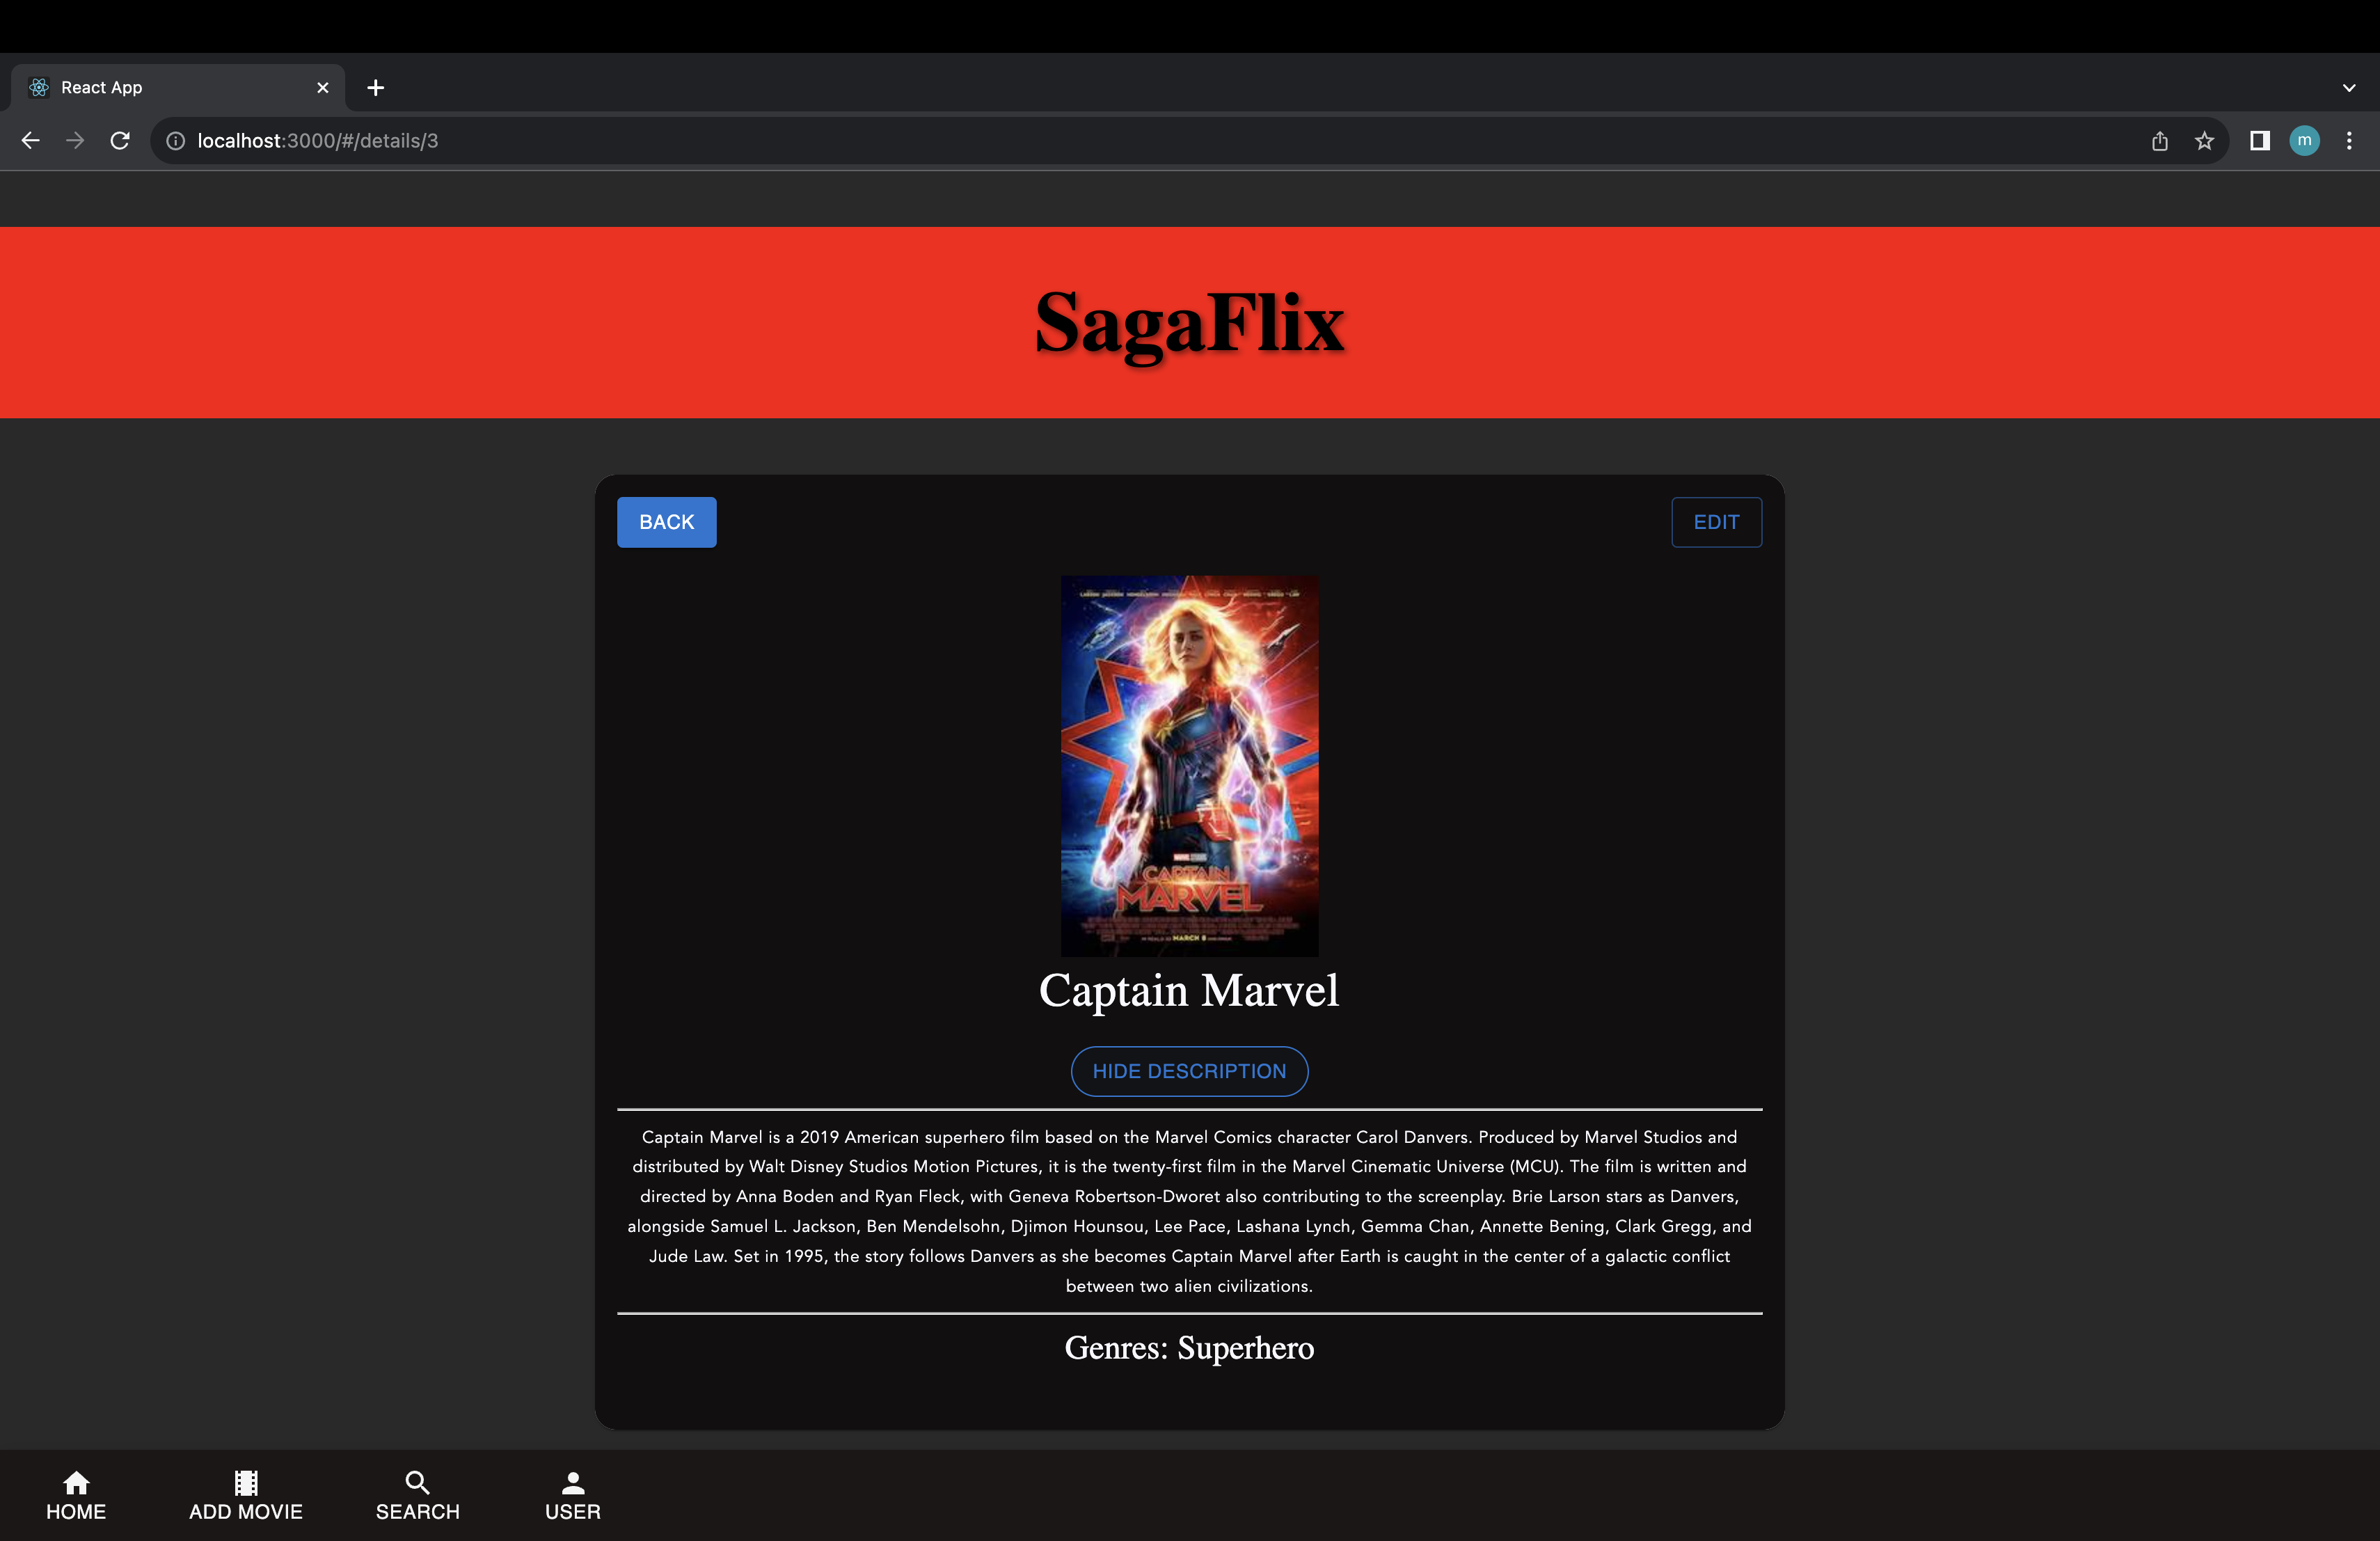 React App
localhost:3000/#/details/3
m
SagaFlix
BACK
EDIT
CAPTAIN
MARVEL
MARCH 8
Captain Marvel
HIDE DESCRIPTION
Captain Marvel is a 2019 American superhero film based on the Marvel Comics character Carol Danvers. Produced by Marvel Studios and
distributed by Walt Disney Studios Motion Pictures, it is the twenty-first film in the Marvel Cinematic Universe (MCU). The film is written and
directed by Anna Boden and Ryan Fleck, with Geneva Robertson-Dworet also contributing to the screenplay. Brie Larson stars as Danvers,
alongside Samuel L. Jackson, Ben Mendelsohn, Djimon Hounsou, Lee Pace, Lashana Lynch, Gemma Chan, Annette Bening, Clark Gregg, and
Jude Law. Set in 1995, the story follows Danvers as she becomes Captain Marvel after Earth is caught in the center of a galactic conflict
between two alien civilizations.
Genres: Superhero
HOME
ADD MOVIE
SEARCH
USER